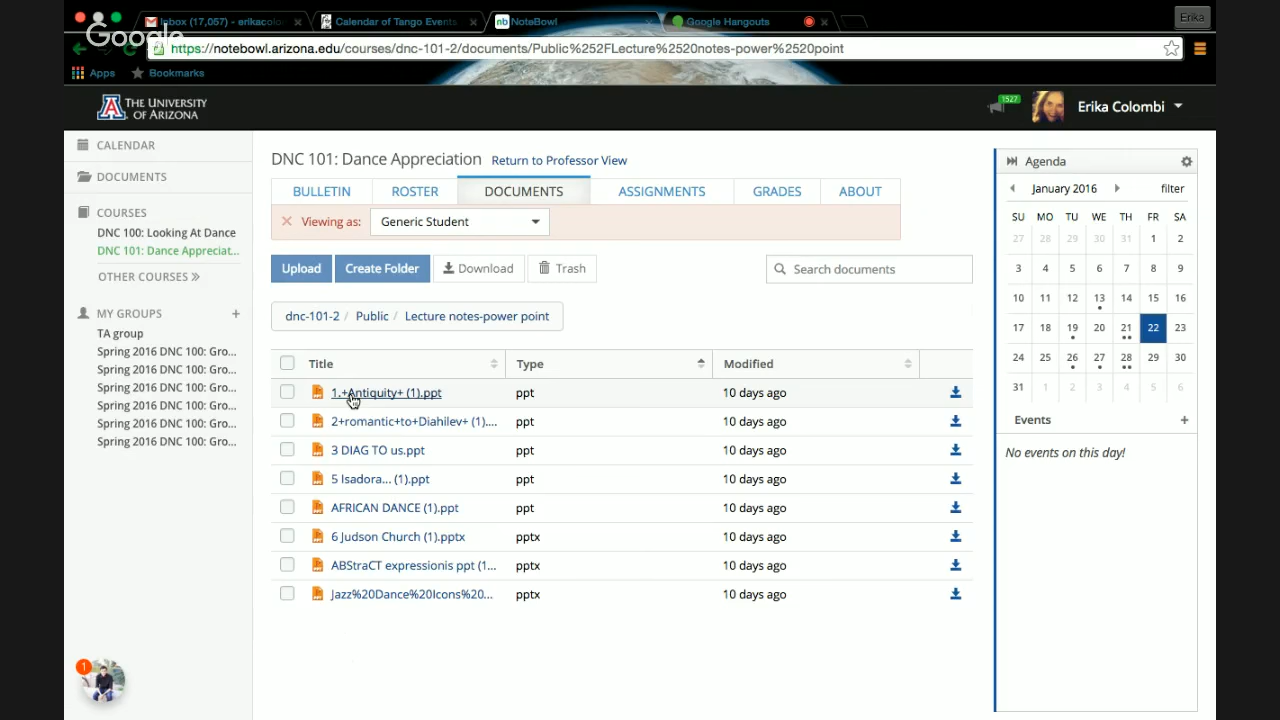 Inbox (17,057) - erikacol
Calendar of Tango Events
nb NoteBowl
Google Hangouts
Erika
Google
https://notebowl.arizona.edu/courses/dnc-101-2/documents/Public%252FLecture%2520notes-power%2520point
Apps
Bookmarks
A THE UNIVERSITY
OF ARIZONA
1527
Erika Colombi
CALENDAR
DOCUMENTS
COURSES
DNC 100: Looking At Dance
DNC 101: Dance Appreciat...
OTHER COURSES »
MY GROUPS +
TA group
Spring 2016 DNC 100: Gro...
Spring 2016 DNC 100: Gro...
Spring 2016 DNC 100: Gro...
Spring 2016 DNC 100: Gro...
Spring 2016 DNC 100: Gro...
Spring 2016 DNC 100: Gro...
1
DNC 101: Dance Appreciation Return to Professor View
BULLETIN ROSTER DOCUMENTS ASSIGNMENTS GRADES ABOUT
Viewing as: Generic Student
Upload Create Folder Download Trash Search documents
dnc-101-2 / Public / Lecture notes-power point
Title Type Modified
1.+Antiquity+ (1).ppt ppt 10 days ago
2+romantic+to+Diahilev+ (1).... ppt 10 days ago
3 DIAG TO us.ppt ppt 10 days ago
5 Isadora... (1).ppt ppt 10 days ago
AFRICAN DANCE (1).ppt ppt 10 days ago
6 Judson Church (1).pptx pptx 10 days ago
ABStraCT expressionis ppt (1... pptx 10 days ago
Jazz%20Dance%20Icons%20... pptx 10 days ago
Agenda
January 2016 filter
SU MO TU WE TH FR SA
27 28 29 30 31 1 2
3 4 5 6 7 8 9
10 11 12 13 14 15 16
17 18 19 20 21 22 23
24 25 26 27 28 29 30
31 1 2 3 4 5 6
Events +
No events on this day!